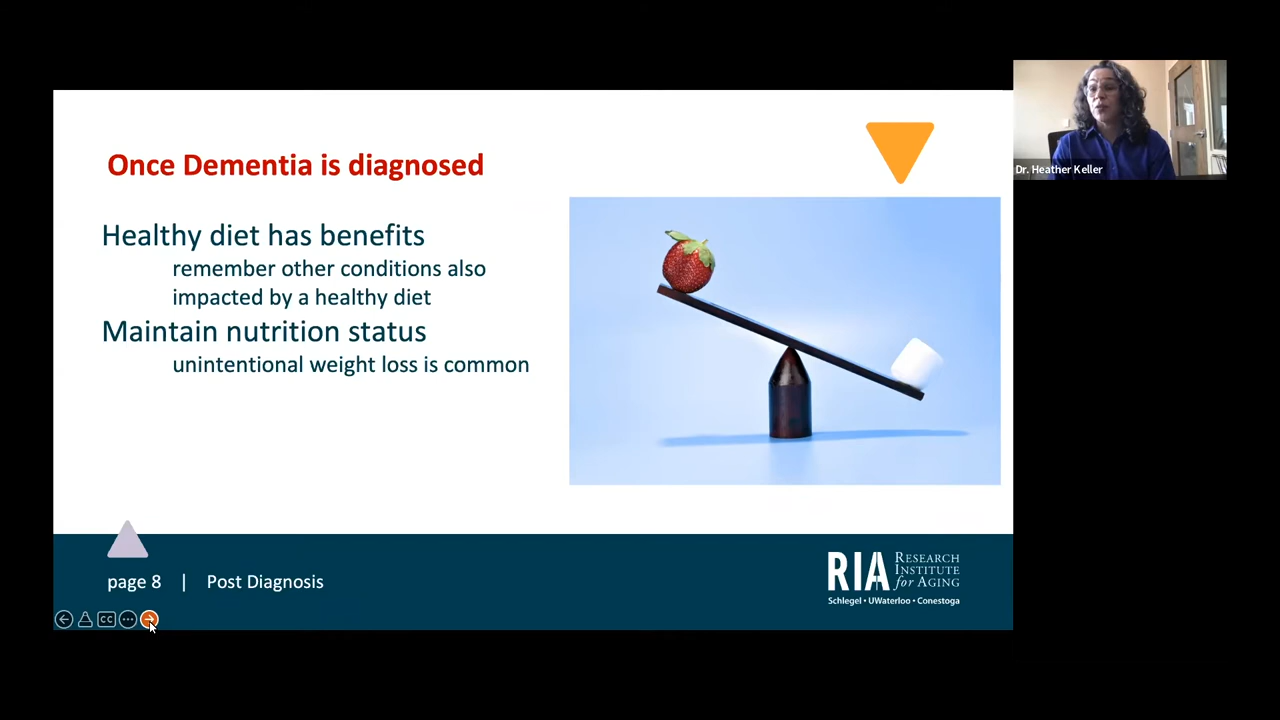 Once Dementia is diagnosed
Healthy diet has benefits
remember other conditions also
impacted by a healthy diet
Maintain nutrition status
unintentional weight loss is common
page 8 | Post Diagnosis
RIA RESEARCH
INSTITUTE
for AGING
Schlegel • UWaterloo • Conestoga
CC
Dr. Heather Keller